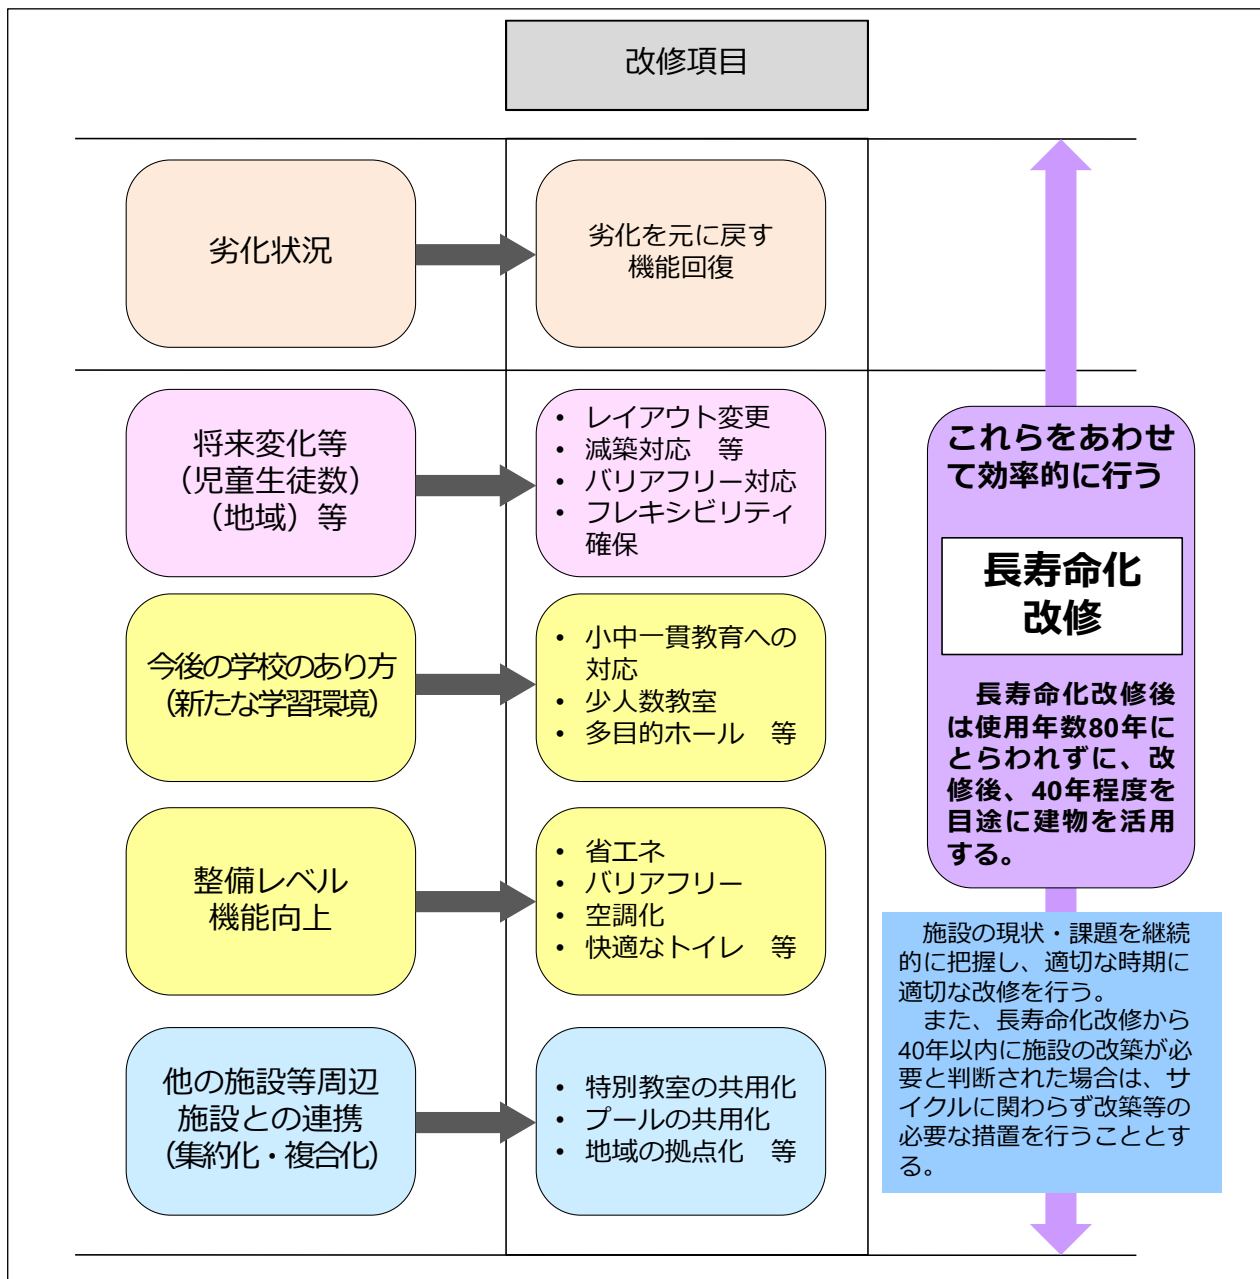 改修項目
劣化状況
劣化を元に戻す
機能回復
将来変化等
（児童生徒数）
（地域）等
• レイアウト変更
• 減築対応　等
• バリアフリー対応
• フレキシビリティ
確保
今後の学校のあり方
（新たな学習環境）
• 小中一貫教育への
対応
• 少人数教室
• 多目的ホール　等
整備レベル
機能向上
• 省エネ
• バリアフリー
• 空調化
• 快適なトイレ　等
他の施設等周辺
施設との連携
（集約化・複合化）
• 特別教室の共用化
• プールの共用化
• 地域の拠点化　等
これらをあわせ
て効率的に行う
長寿命化
改修
　長寿命化改修後
は使用年数80年に
とらわれずに、改
修後、40年程度を
目途に建物を活用
する。
　施設の現状・課題を継続
的に把握し、適切な時期に
適切な改修を行う。
　また、長寿命化改修から
40年以内に施設の改築が必
要と判断された場合は、サ
イクルに関わらず改築等の
必要な措置を行うこととす
る。